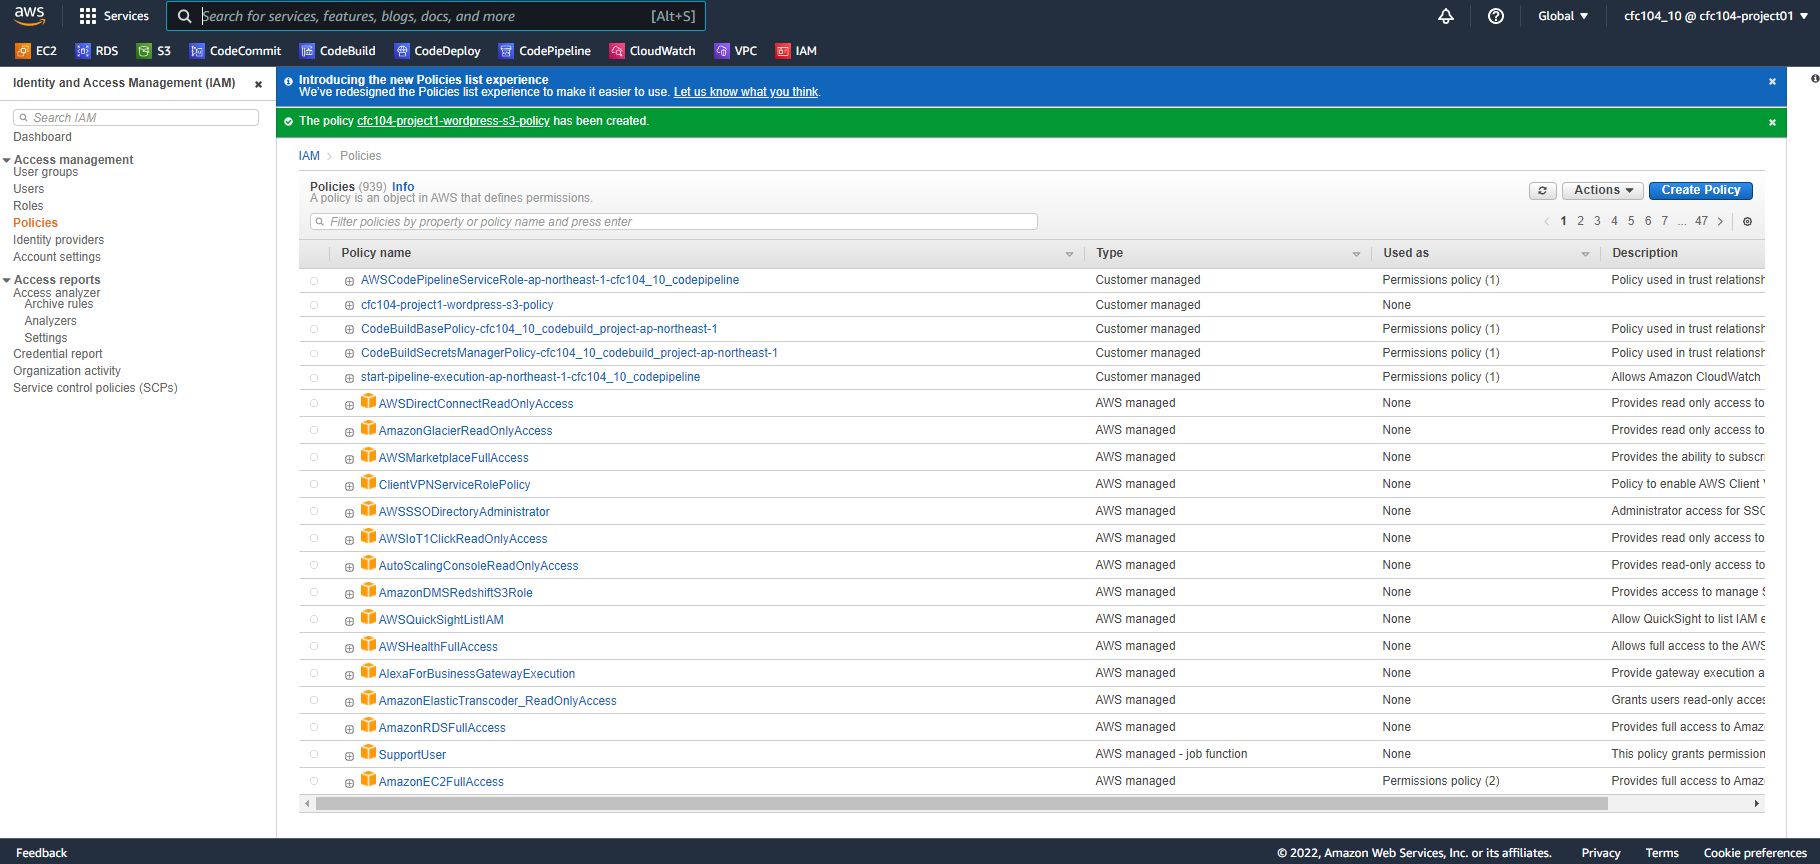 aws Services Search for services, features, blogs, docs, and more [Alt+S] Global cfc104_10 @ cfc104-project01
EC2 RDS S3 CodeCommit CodeBuild CodeDeploy CodePipeline CloudWatch VPC IAM
Identity and Access Management (IAM)
Search IAM
Dashboard
Access management
User groups
Users
Roles
Policies
Identity providers
Account settings
Access reports
Access analyzer
Archive rules
Analyzers
Settings
Credential report
Organization activity
Service control policies (SCPs)
Introducing the new Policies list experience
We've redesigned the Policies list experience to make it easier to use. Let us know what you think.
The policy cfc104-project1-wordpress-s3-policy has been created.
IAM > Policies
Policies (939) Info
A policy is an object in AWS that defines permissions.
Actions Create Policy
Filter policies by property or policy name and press enter
1 2 3 4 5 6 7 ... 47
Policy name Type Used as Description
AWSCodePipelineServiceRole-ap-northeast-1-cfc104_10_codepipeline Customer managed Permissions policy (1) Policy used in trust relationsh
cfc104-project1-wordpress-s3-policy Customer managed None
CodeBuildBasePolicy-cfc104_10_codebuild_project-ap-northeast-1 Customer managed Permissions policy (1) Policy used in trust relationsh
CodeBuildSecretsManagerPolicy-cfc104_10_codebuild_project-ap-northeast-1 Customer managed Permissions policy (1) Policy used in trust relationsh
start-pipeline-execution-ap-northeast-1-cfc104_10_codepipeline Customer managed Permissions policy (1) Allows Amazon CloudWatch
AWSDirectConnectReadOnlyAccess AWS managed None Provides read only access to
AmazonGlacierReadOnlyAccess AWS managed None Provides read only access to
AWSMarketplaceFullAccess AWS managed None Provides the ability to subscri
ClientVPNServiceRolePolicy AWS managed None Policy to enable AWS Client V
AWSSSODirectoryAdministrator AWS managed None Administrator access for SSO
AWSIoT1ClickReadOnlyAccess AWS managed None Provides read only access to
AutoScalingConsoleReadOnlyAccess AWS managed None Provides read-only access to
AmazonDMSRedshiftS3Role AWS managed None Provides access to manage S
AWSQuickSightListIAM AWS managed None Allow QuickSight to list IAM e
AWSHealthFullAccess AWS managed None Allows full access to the AWS
AlexaForBusinessGatewayExecution AWS managed None Provide gateway execution a
AmazonElasticTranscoder_ReadOnlyAccess AWS managed None Grants users read-only acces
AmazonRDSFullAccess AWS managed None Provides full access to Amaz
SupportUser AWS managed - job function None This policy grants permission
AmazonEC2FullAccess AWS managed Permissions policy (2) Provides full access to Amaz
Feedback © 2022, Amazon Web Services, Inc. or its affiliates. Privacy Terms Cookie preferences